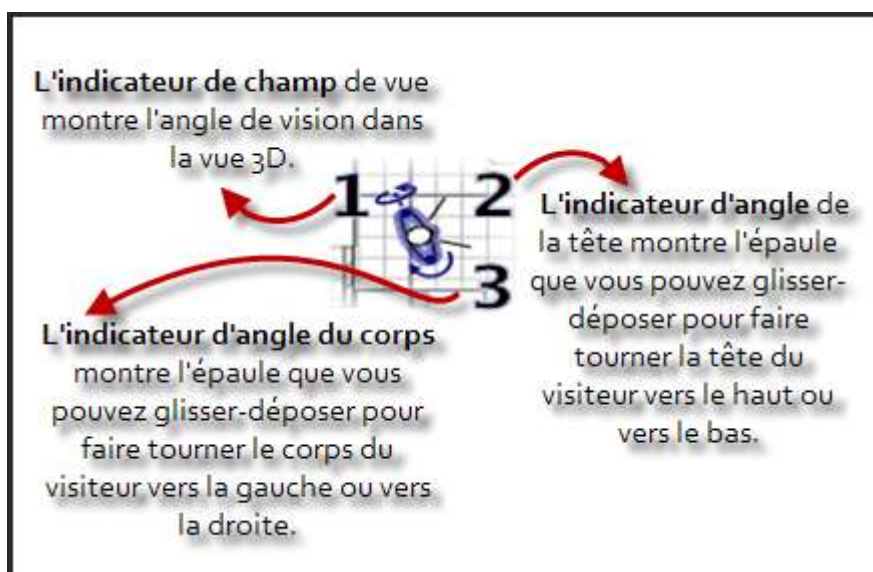 L'indicateur de champ de vue
montre l'angle de vision dans
la vue 3D.
1
2
3
L'indicateur d'angle de
la tête montre l'épaule
que vous pouvez glisser-
déposer pour faire
tourner la tête du
visiteur vers le haut ou
vers le bas.
L'indicateur d'angle du corps
montre l'épaule que vous
pouvez glisser-déposer pour
faire tourner le corps du
visiteur vers la gauche ou vers
la droite.